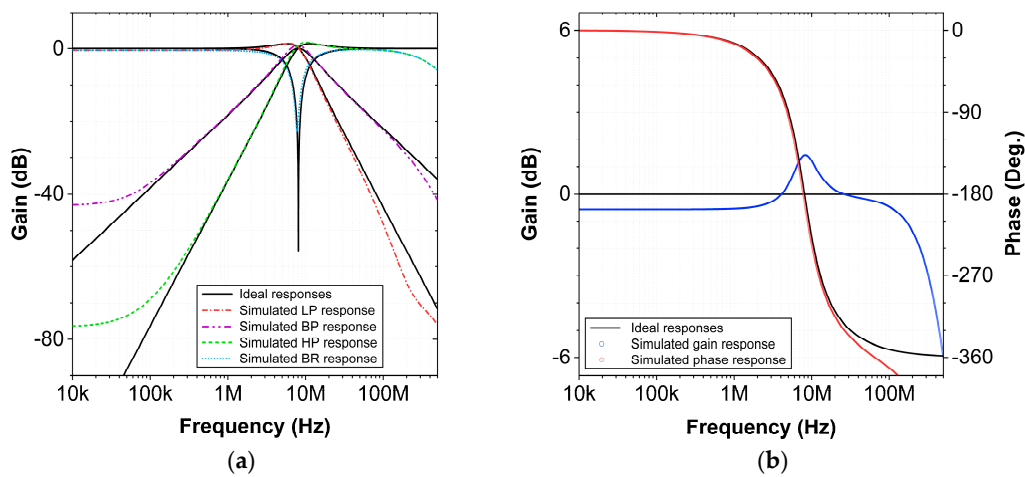 0
-40
-80
Gain (dB)
10k 100k 1M 10M 100M
Frequency (Hz)
Ideal responses
Simulated LP response
Simulated BP response
Simulated HP response
Simulated BR response
(a)
6
3
0
-3
-6
Gain (dB)
0
-90
-180
-270
-360
Phase (Deg.)
10k 100k 1M 10M 100M
Frequency (Hz)
Ideal responses
Simulated gain response
Simulated phase response
(b)